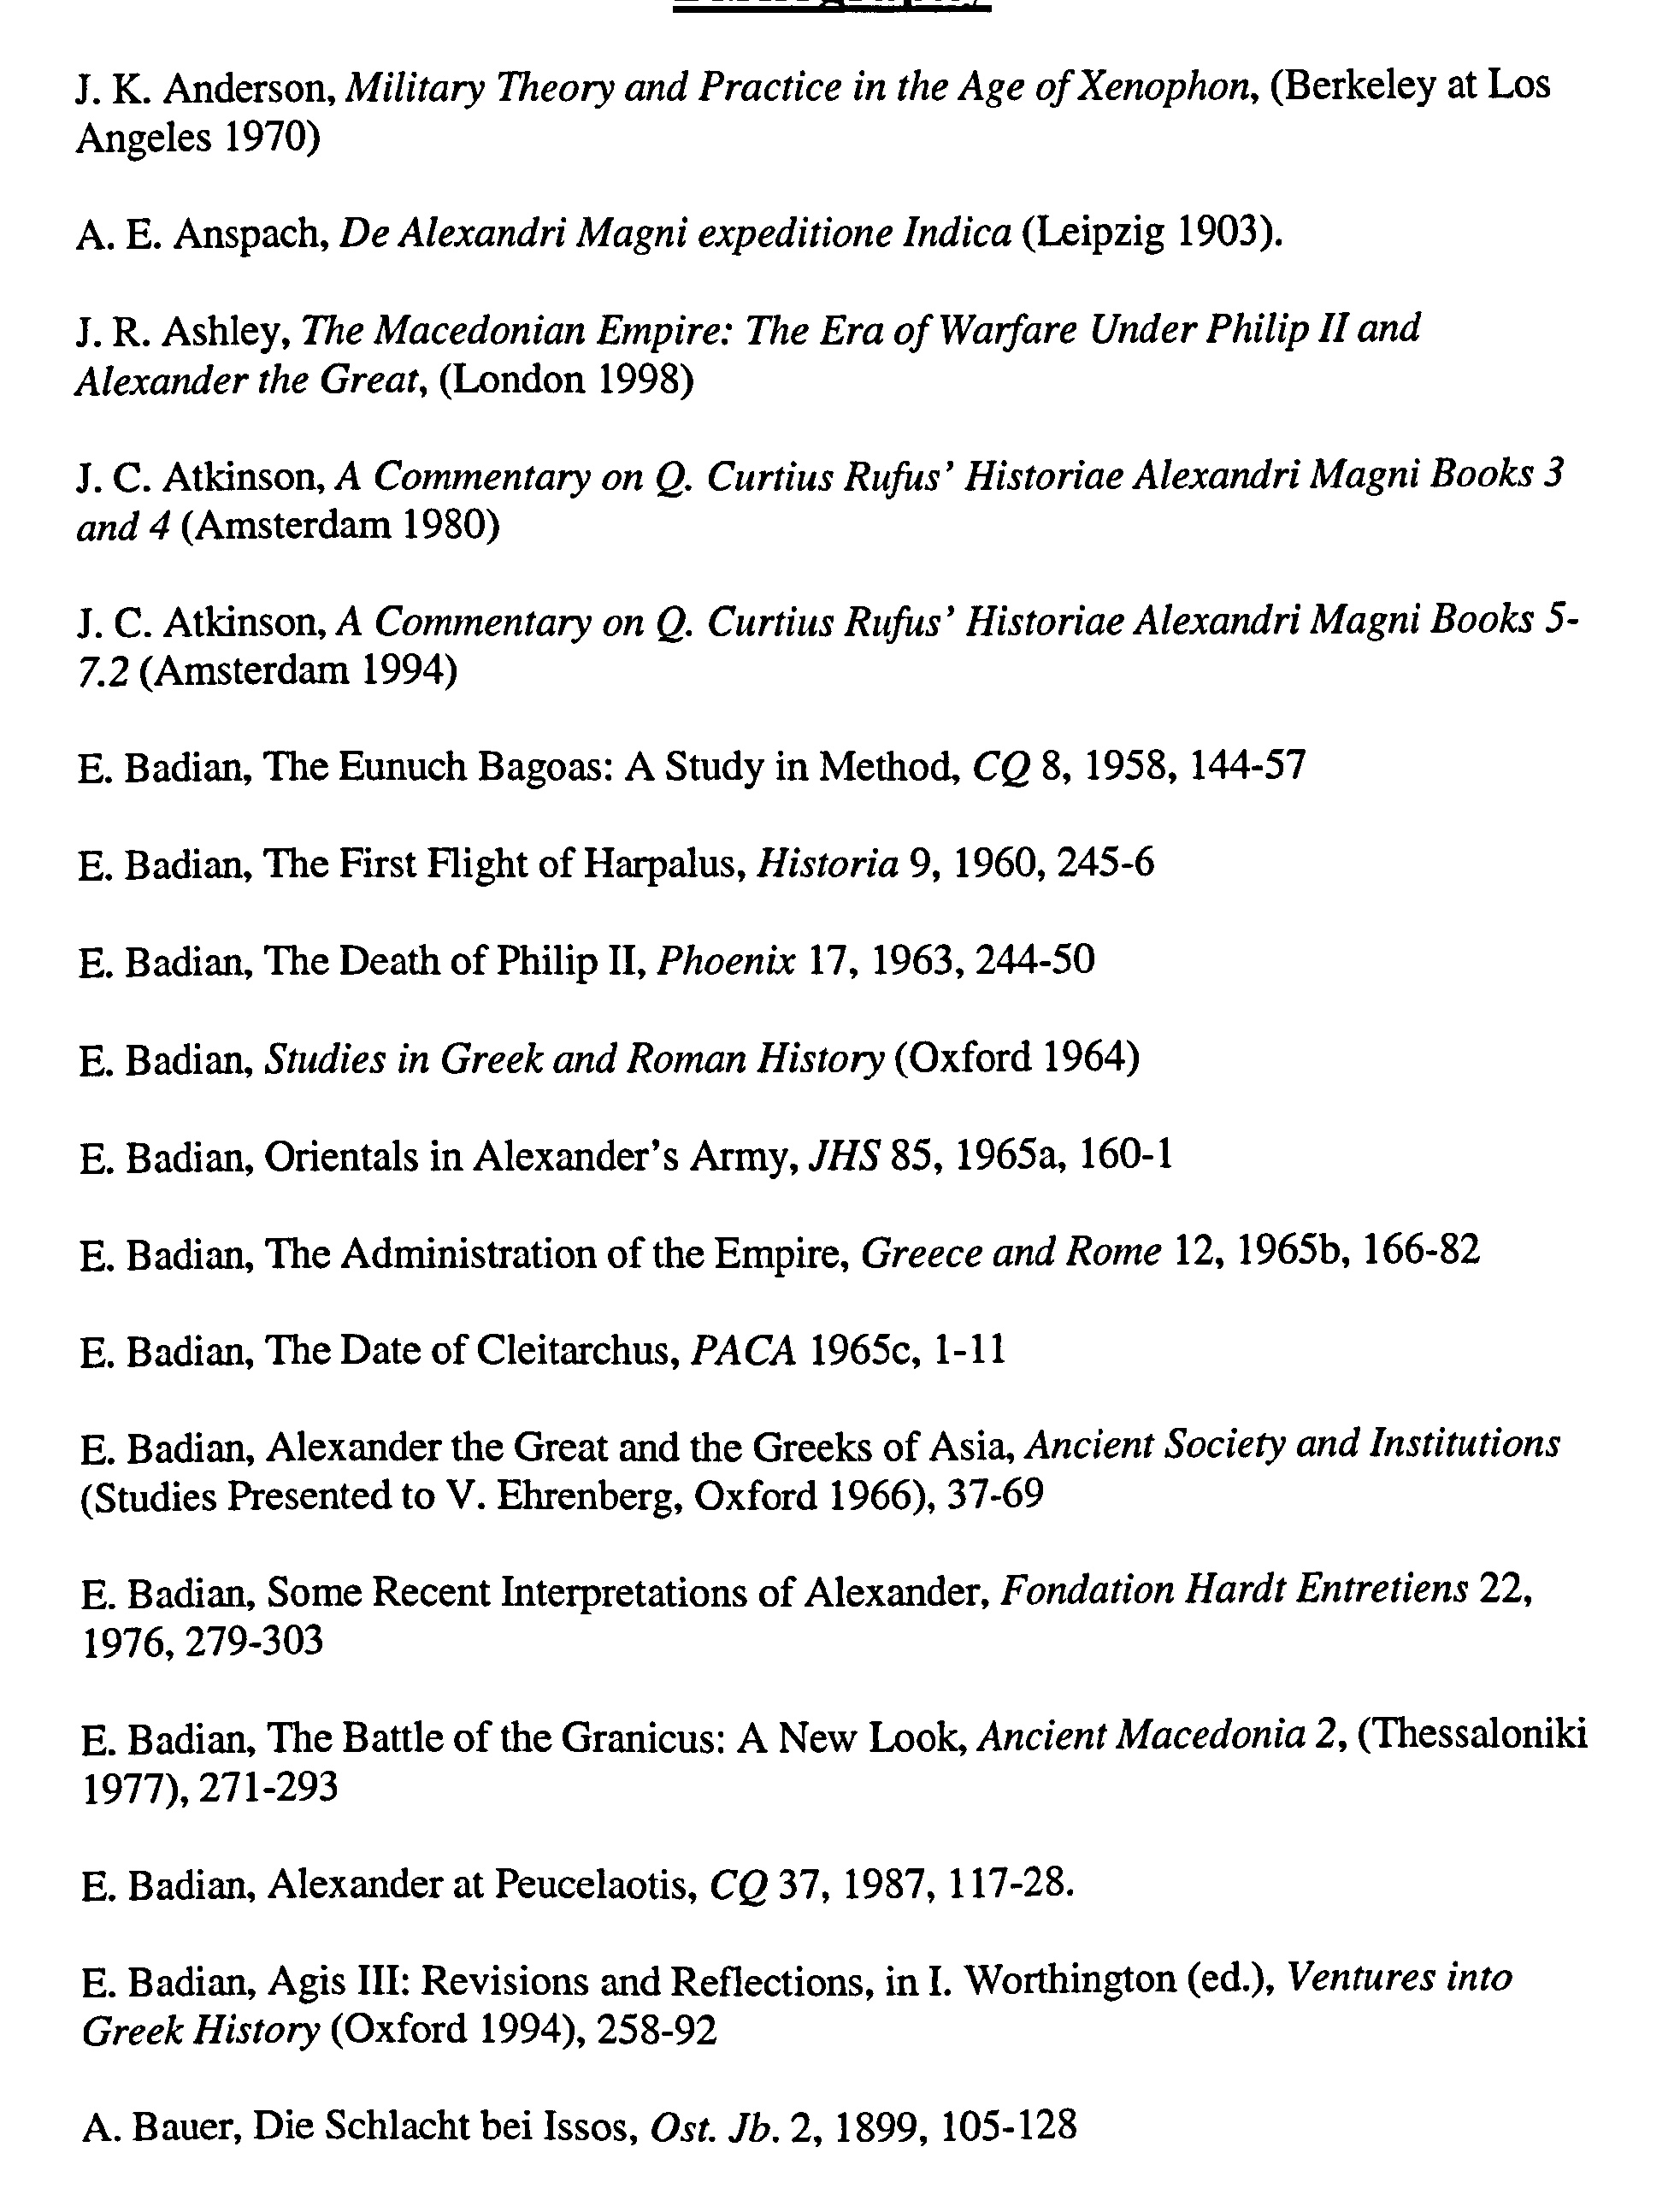 J. K. Anderson, Military Theory and Practice in the Age of Xenophon, (Berkeley at Los
Angeles 1970)
A. E. Anspach, De Alexandri Magni expeditione Indica (Leipzig 1903).
J. R. Ashley, The Macedonian Empire: The Era of Warfare Under Philip II and
Alexander the Great, (London 1998)
J. C. Atkinson, A Commentary on Q. Curtius Rufus’ Historiae Alexandri Magni Books 3
and 4 (Amsterdam 1980)
J. C. Atkinson, A Commentary on Q. Curtius Rufus’ Historiae Alexandri Magni Books 5-
7.2 (Amsterdam 1994)
E. Badian, The Eunuch Bagoas: A Study in Method, CQ 8, 1958, 144-57
E. Badian, The First Flight of Harpalus, Historia 9, 1960, 245-6
E. Badian, The Death of Philip II, Phoenix 17, 1963, 244-50
E. Badian, Studies in Greek and Roman History (Oxford 1964)
E. Badian, Orientals in Alexander’s Army, JHS 85, 1965a, 160-1
E. Badian, The Administration of the Empire, Greece and Rome 12, 1965b, 166-82
E. Badian, The Date of Cleitarchus, PACA 1965c, 1-11
E. Badian, Alexander the Great and the Greeks of Asia, Ancient Society and Institutions
(Studies Presented to V. Ehrenberg, Oxford 1966), 37-69
E. Badian, Some Recent Interpretations of Alexander, Fondation Hardt Entretiens 22,
1976, 279-303
E. Badian, The Battle of the Granicus: A New Look, Ancient Macedonia 2, (Thessaloniki
1977), 271-293
E. Badian, Alexander at Peucelaotis, CQ 37, 1987, 117-28.
E. Badian, Agis III: Revisions and Reflections, in I. Worthington (ed.), Ventures into
Greek History (Oxford 1994), 258-92
A. Bauer, Die Schlacht bei Issos, Ost. Jb. 2, 1899, 105-128